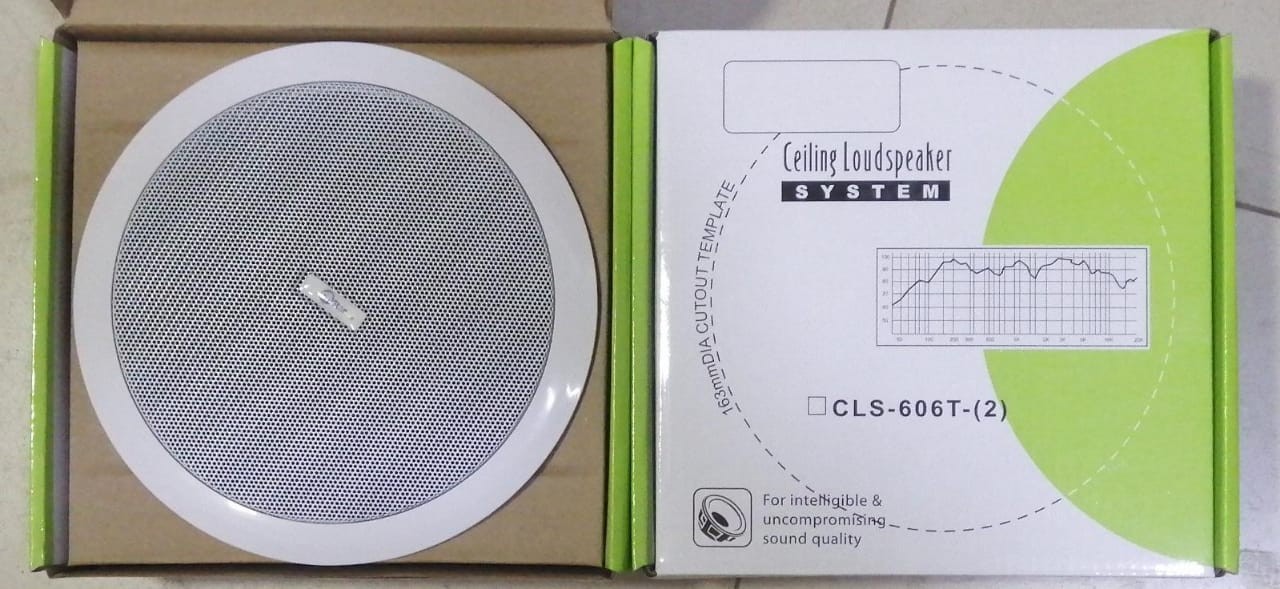 Ceiling Loudspeaker
SYSTEM
163mmDIA CUTOUT TEMPLATE
CLS-606T-(2)
For intelligible &
uncompromising
sound quality